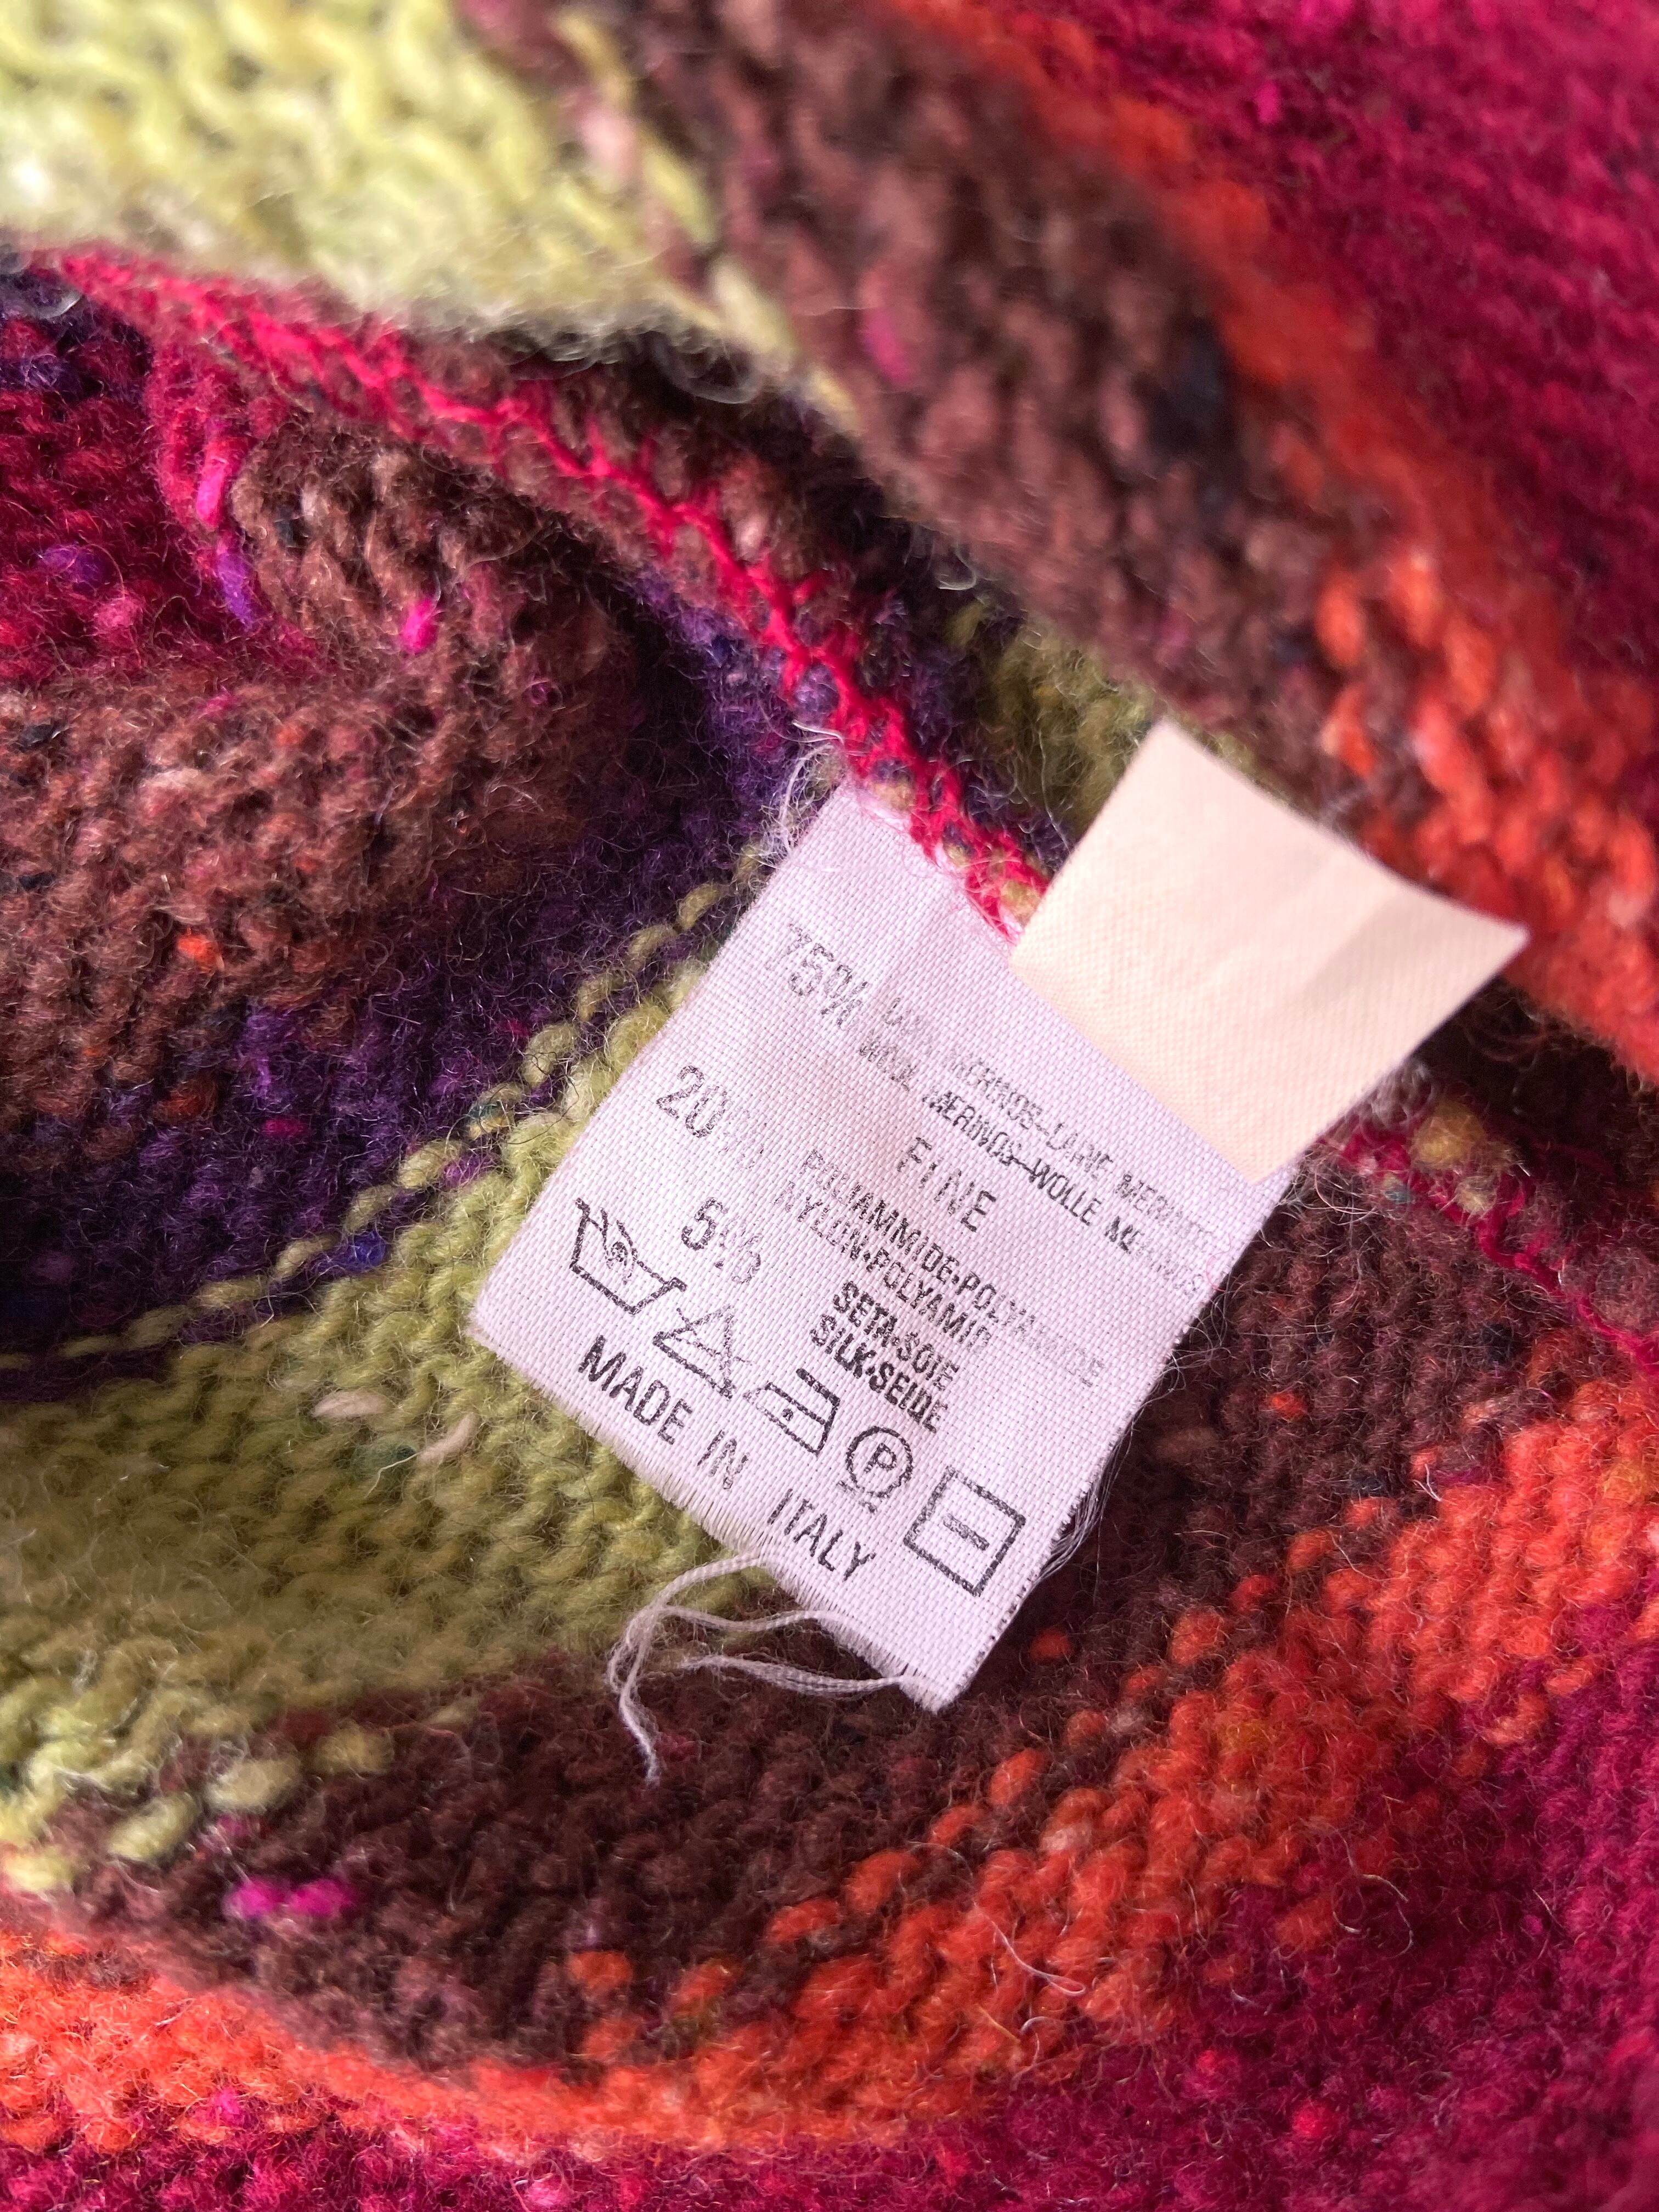 75% LANA MERINOS-LAINE MERINOS
WOOL MERINOS-WOLLE MERINOS
FINE
20% POLIAMMIDE•POLYAMIDE
NYLON•POLYAMID
5% SETA•SOIE
SILK•SEIDE
P
MADE IN ITALY